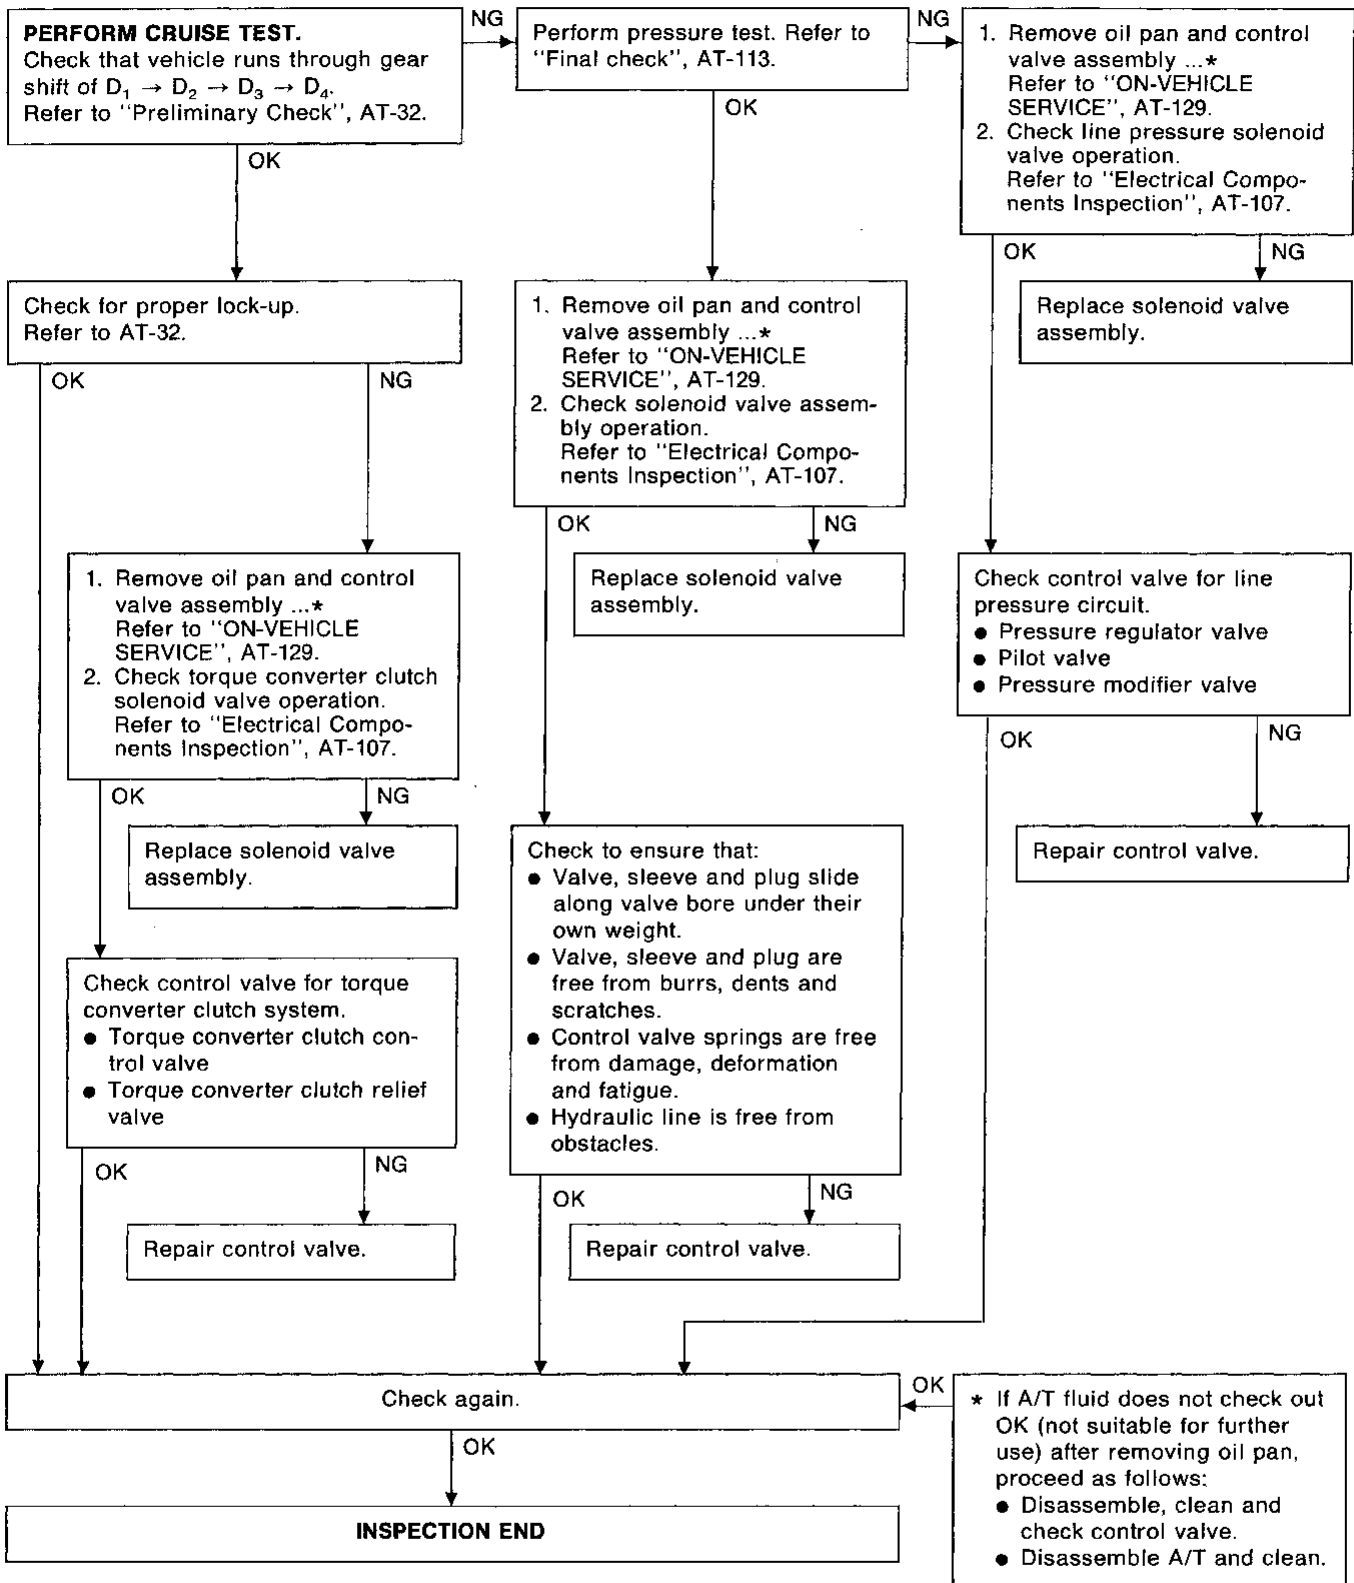 PERFORM CRUISE TEST.
Check that vehicle runs through gear
shift of D1 → D2 → D3 → D4.
Refer to "Preliminary Check", AT-32.
NG
OK
Perform pressure test. Refer to
"Final check", AT-113.
NG
OK
1. Remove oil pan and control
valve assembly ...*
Refer to "ON-VEHICLE
SERVICE", AT-129.
2. Check line pressure solenoid
valve operation.
Refer to "Electrical Compo-
nents Inspection", AT-107.
OK
NG
Replace solenoid valve
assembly.
Check for proper lock-up.
Refer to AT-32.
OK
NG
1. Remove oil pan and control
valve assembly ...*
Refer to "ON-VEHICLE
SERVICE", AT-129.
2. Check solenoid valve assem-
bly operation.
Refer to "Electrical Compo-
nents Inspection", AT-107.
OK
NG
Replace solenoid valve
assembly.
1. Remove oil pan and control
valve assembly ...*
Refer to "ON-VEHICLE
SERVICE", AT-129.
2. Check torque converter clutch
solenoid valve operation.
Refer to "Electrical Compo-
nents Inspection", AT-107.
OK
NG
Replace solenoid valve
assembly.
Check control valve for line
pressure circuit.
● Pressure regulator valve
● Pilot valve
● Pressure modifier valve
OK
NG
Repair control valve.
Check to ensure that:
● Valve, sleeve and plug slide
along valve bore under their
own weight.
● Valve, sleeve and plug are
free from burrs, dents and
scratches.
● Control valve springs are free
from damage, deformation
and fatigue.
● Hydraulic line is free from
obstacles.
OK
NG
Repair control valve.
Check control valve for torque
converter clutch system.
● Torque converter clutch con-
trol valve
● Torque converter clutch relief
valve
OK
NG
Repair control valve.
Check again.
OK
OK
INSPECTION END
* If A/T fluid does not check out
OK (not suitable for further
use) after removing oil pan,
proceed as follows:
● Disassemble, clean and
check control valve.
● Disassemble A/T and clean.